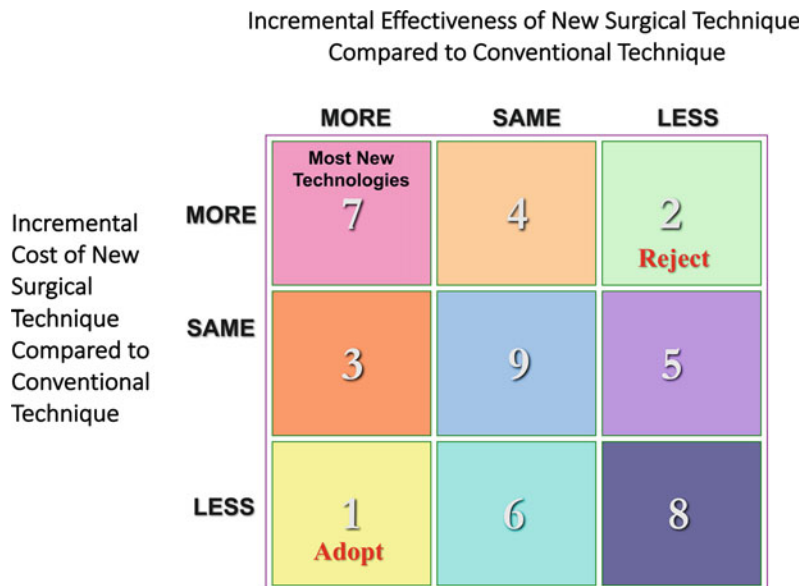 Incremental Effectiveness of New Surgical Technique
Compared to Conventional Technique
MORE SAME LESS
Incremental
Cost of New
Surgical
Technique
Compared to
Conventional
Technique
MORE
Most New
Technologies
7 4 2
Reject
SAME
3 9 5
LESS
1 6 8
Adopt